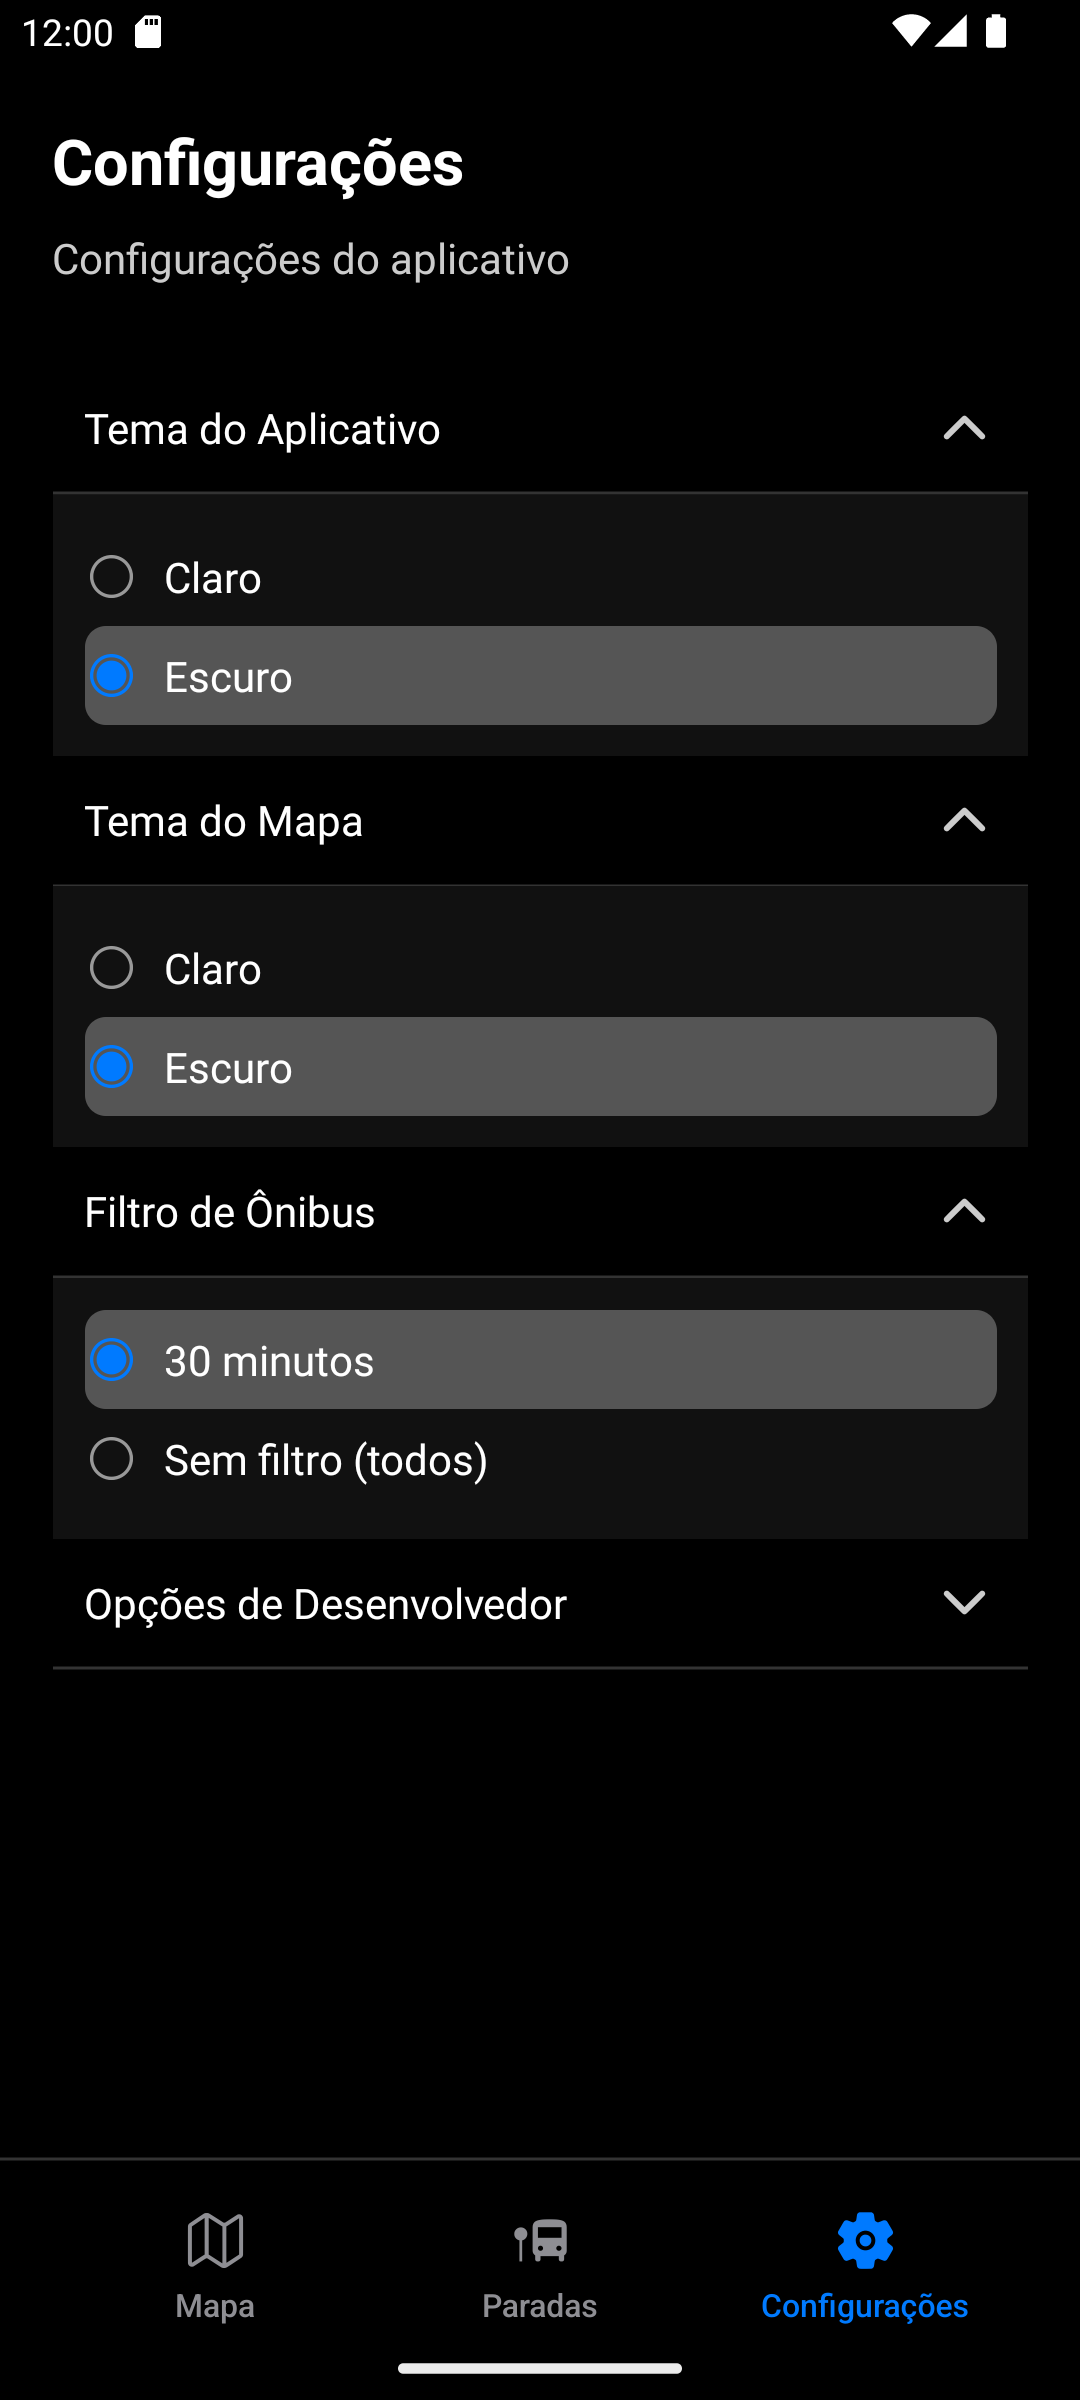 12:00
Configurações
Configurações do aplicativo
Tema do Aplicativo
Claro
Escuro
Tema do Mapa
Claro
Escuro
Filtro de Ônibus
30 minutos
Sem filtro (todos)
Opções de Desenvolvedor
Mapa
Paradas
Configurações